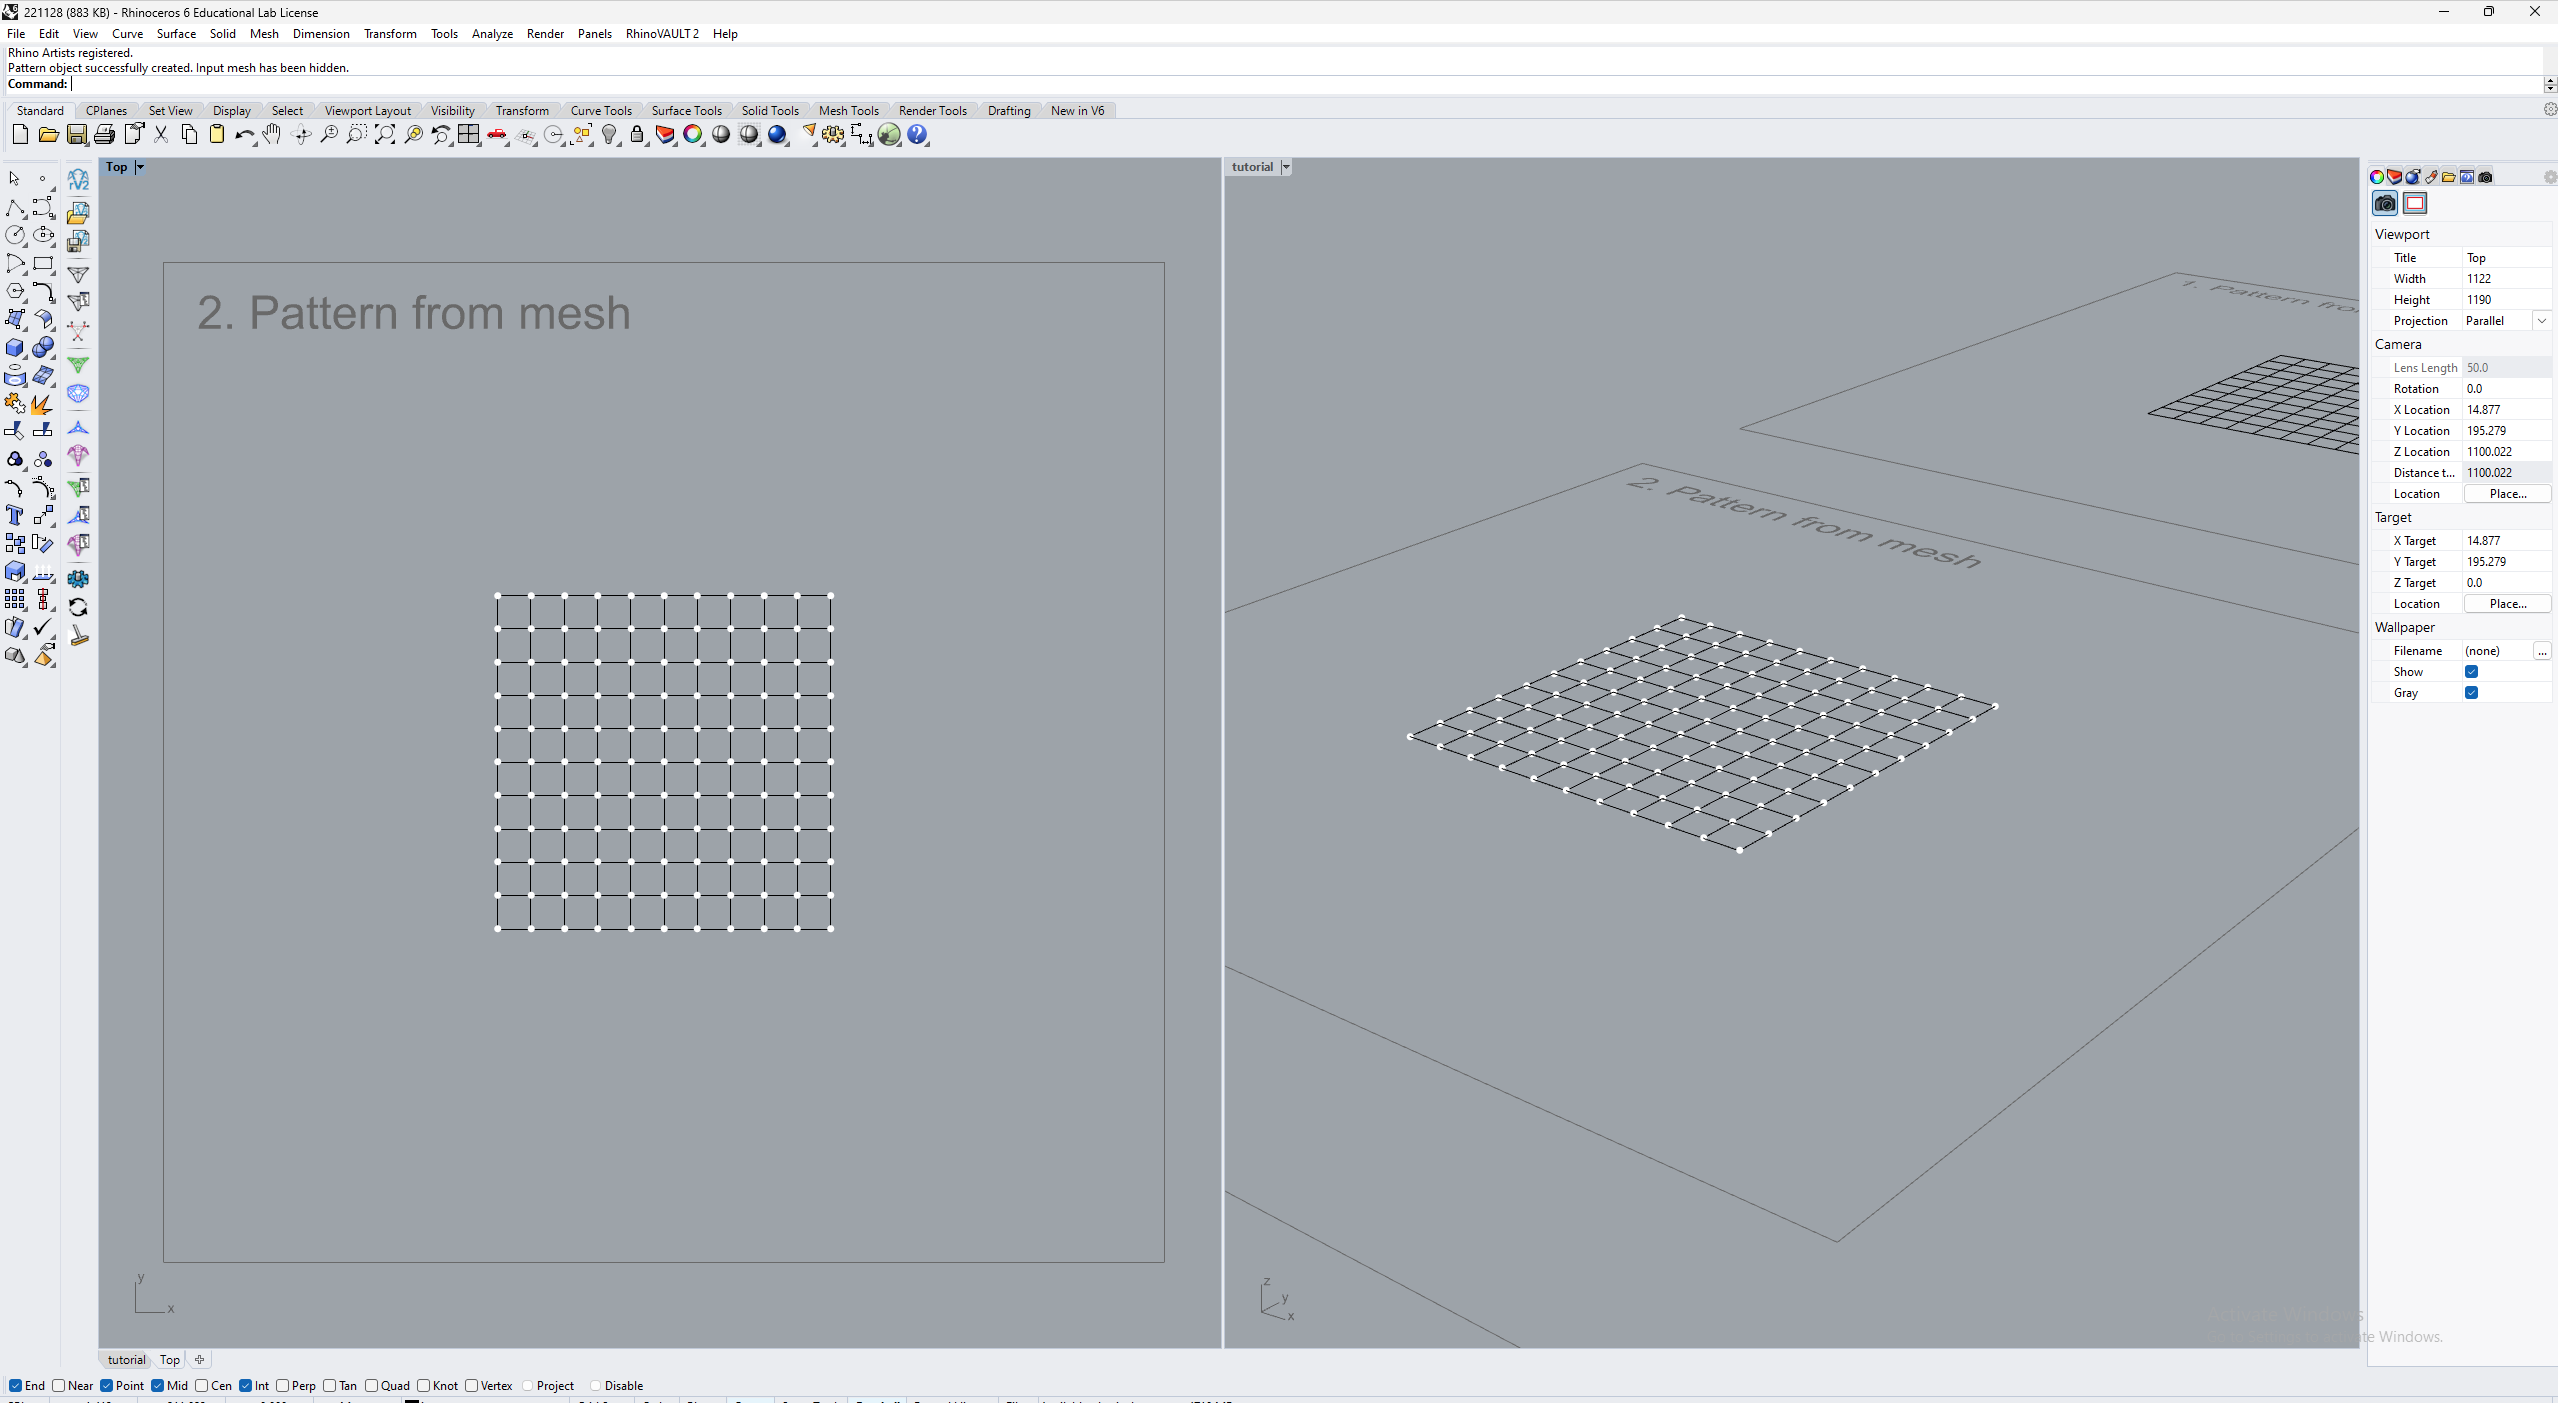 221128 (883 KB) - Rhinoceros 6 Educational Lab License
File Edit View Curve Surface Solid Mesh Dimension Transform Tools Analyze Render Panels RhinoVAULT 2 Help
Rhino Artists registered.
Pattern object successfully created. Input mesh has been hidden.
Command:
Standard CPlanes Set View Display Select Viewport Layout Visibility Transform Curve Tools Surface Tools Solid Tools Mesh Tools Render Tools Drafting New in V6
Top
tutorial
rV2
2. Pattern from mesh
y
x
1. Pattern fro
2. Pattern from mesh
z
y
x
Viewport
Title Top
Width 1122
Height 1190
Projection Parallel
Camera
Lens Length 50.0
Rotation 0.0
X Location 14.877
Y Location 195.279
Z Location 1100.022
Distance t... 1100.022
Location Place...
Target
X Target 14.877
Y Target 195.279
Z Target 0.0
Location Place...
Wallpaper
Filename (none) ...
Show
Gray
Activate Windows
te Windows.
tutorial Top
End Near Point Mid Cen Int Perp Tan Quad Knot Vertex Project Disable